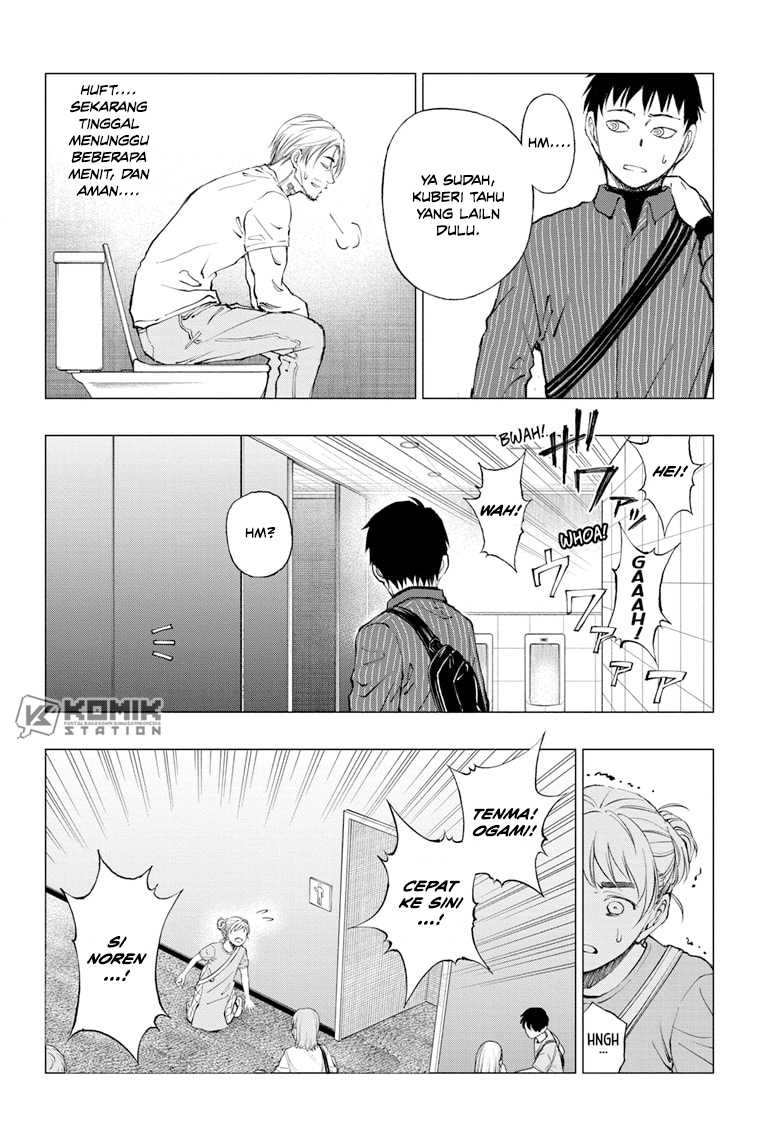 HM....
YA SUDAH,
KUBERI TAHU
YANG LAILN
DULU.
HUFT....
SEKARANG
TINGGAL
MENUNGGU
BEBERAPA
MENIT, DAN
AMAN....
HEI!
BWAH!
WAH!
WHOA!
GAAAH!
HM?
KOMIK
STATION
HNGH
...
TENMA!
OGAMI!
CEPAT
KE SINI
...!
SI
NOREN
...!